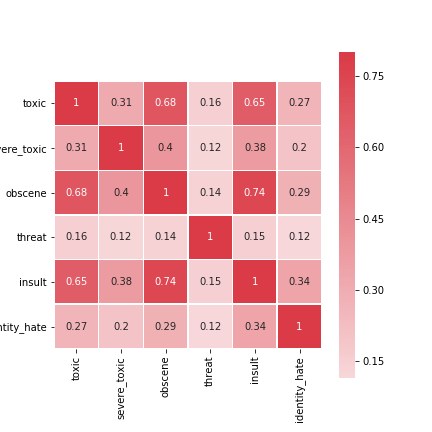 toxic 1 0.31 0.68 0.16 0.65 0.27
vere_toxic 0.31 1 0.4 0.12 0.38 0.2
obscene 0.68 0.4 1 0.14 0.74 0.29
threat 0.16 0.12 0.14 1 0.15 0.12
insult 0.65 0.38 0.74 0.15 1 0.34
ntity_hate 0.27 0.2 0.29 0.12 0.34 1
toxic severe_toxic obscene threat insult identity_hate
0.75
0.60
0.45
0.30
0.15